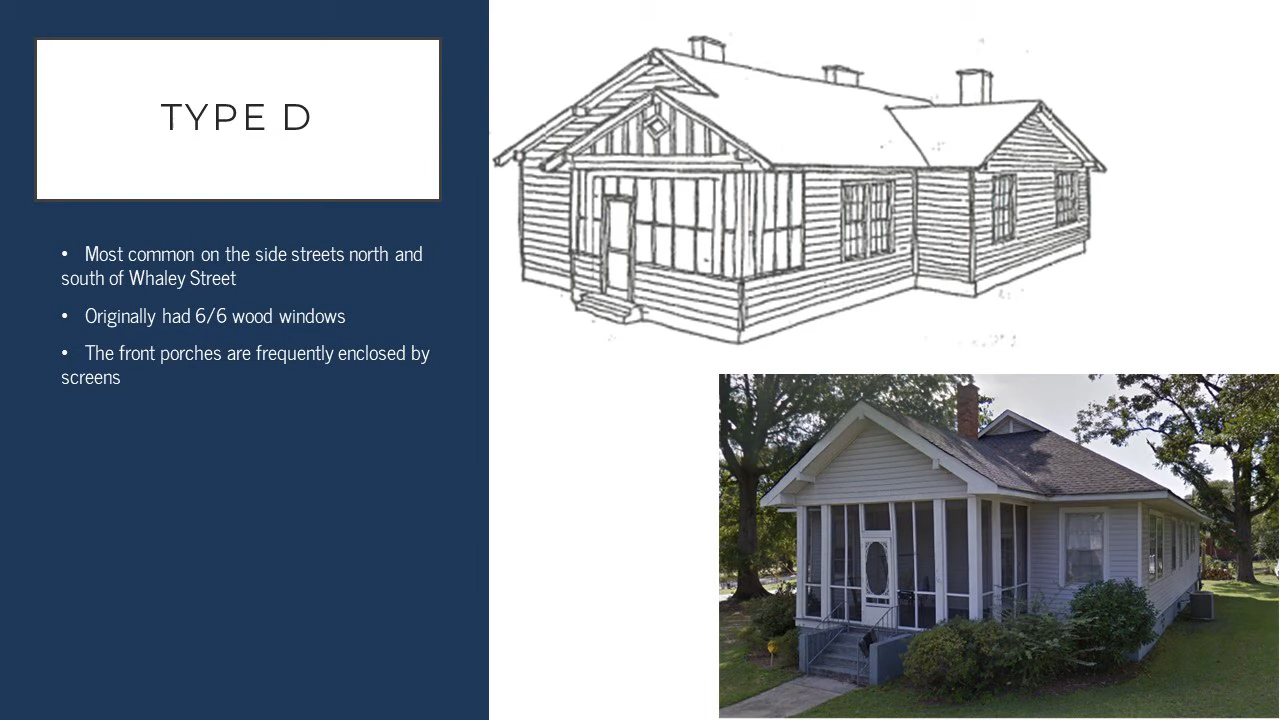 TYPE D
• Most common on the side streets north and
south of Whaley Street
• Originally had 6/6 wood windows
• The front porches are frequently enclosed by
screens